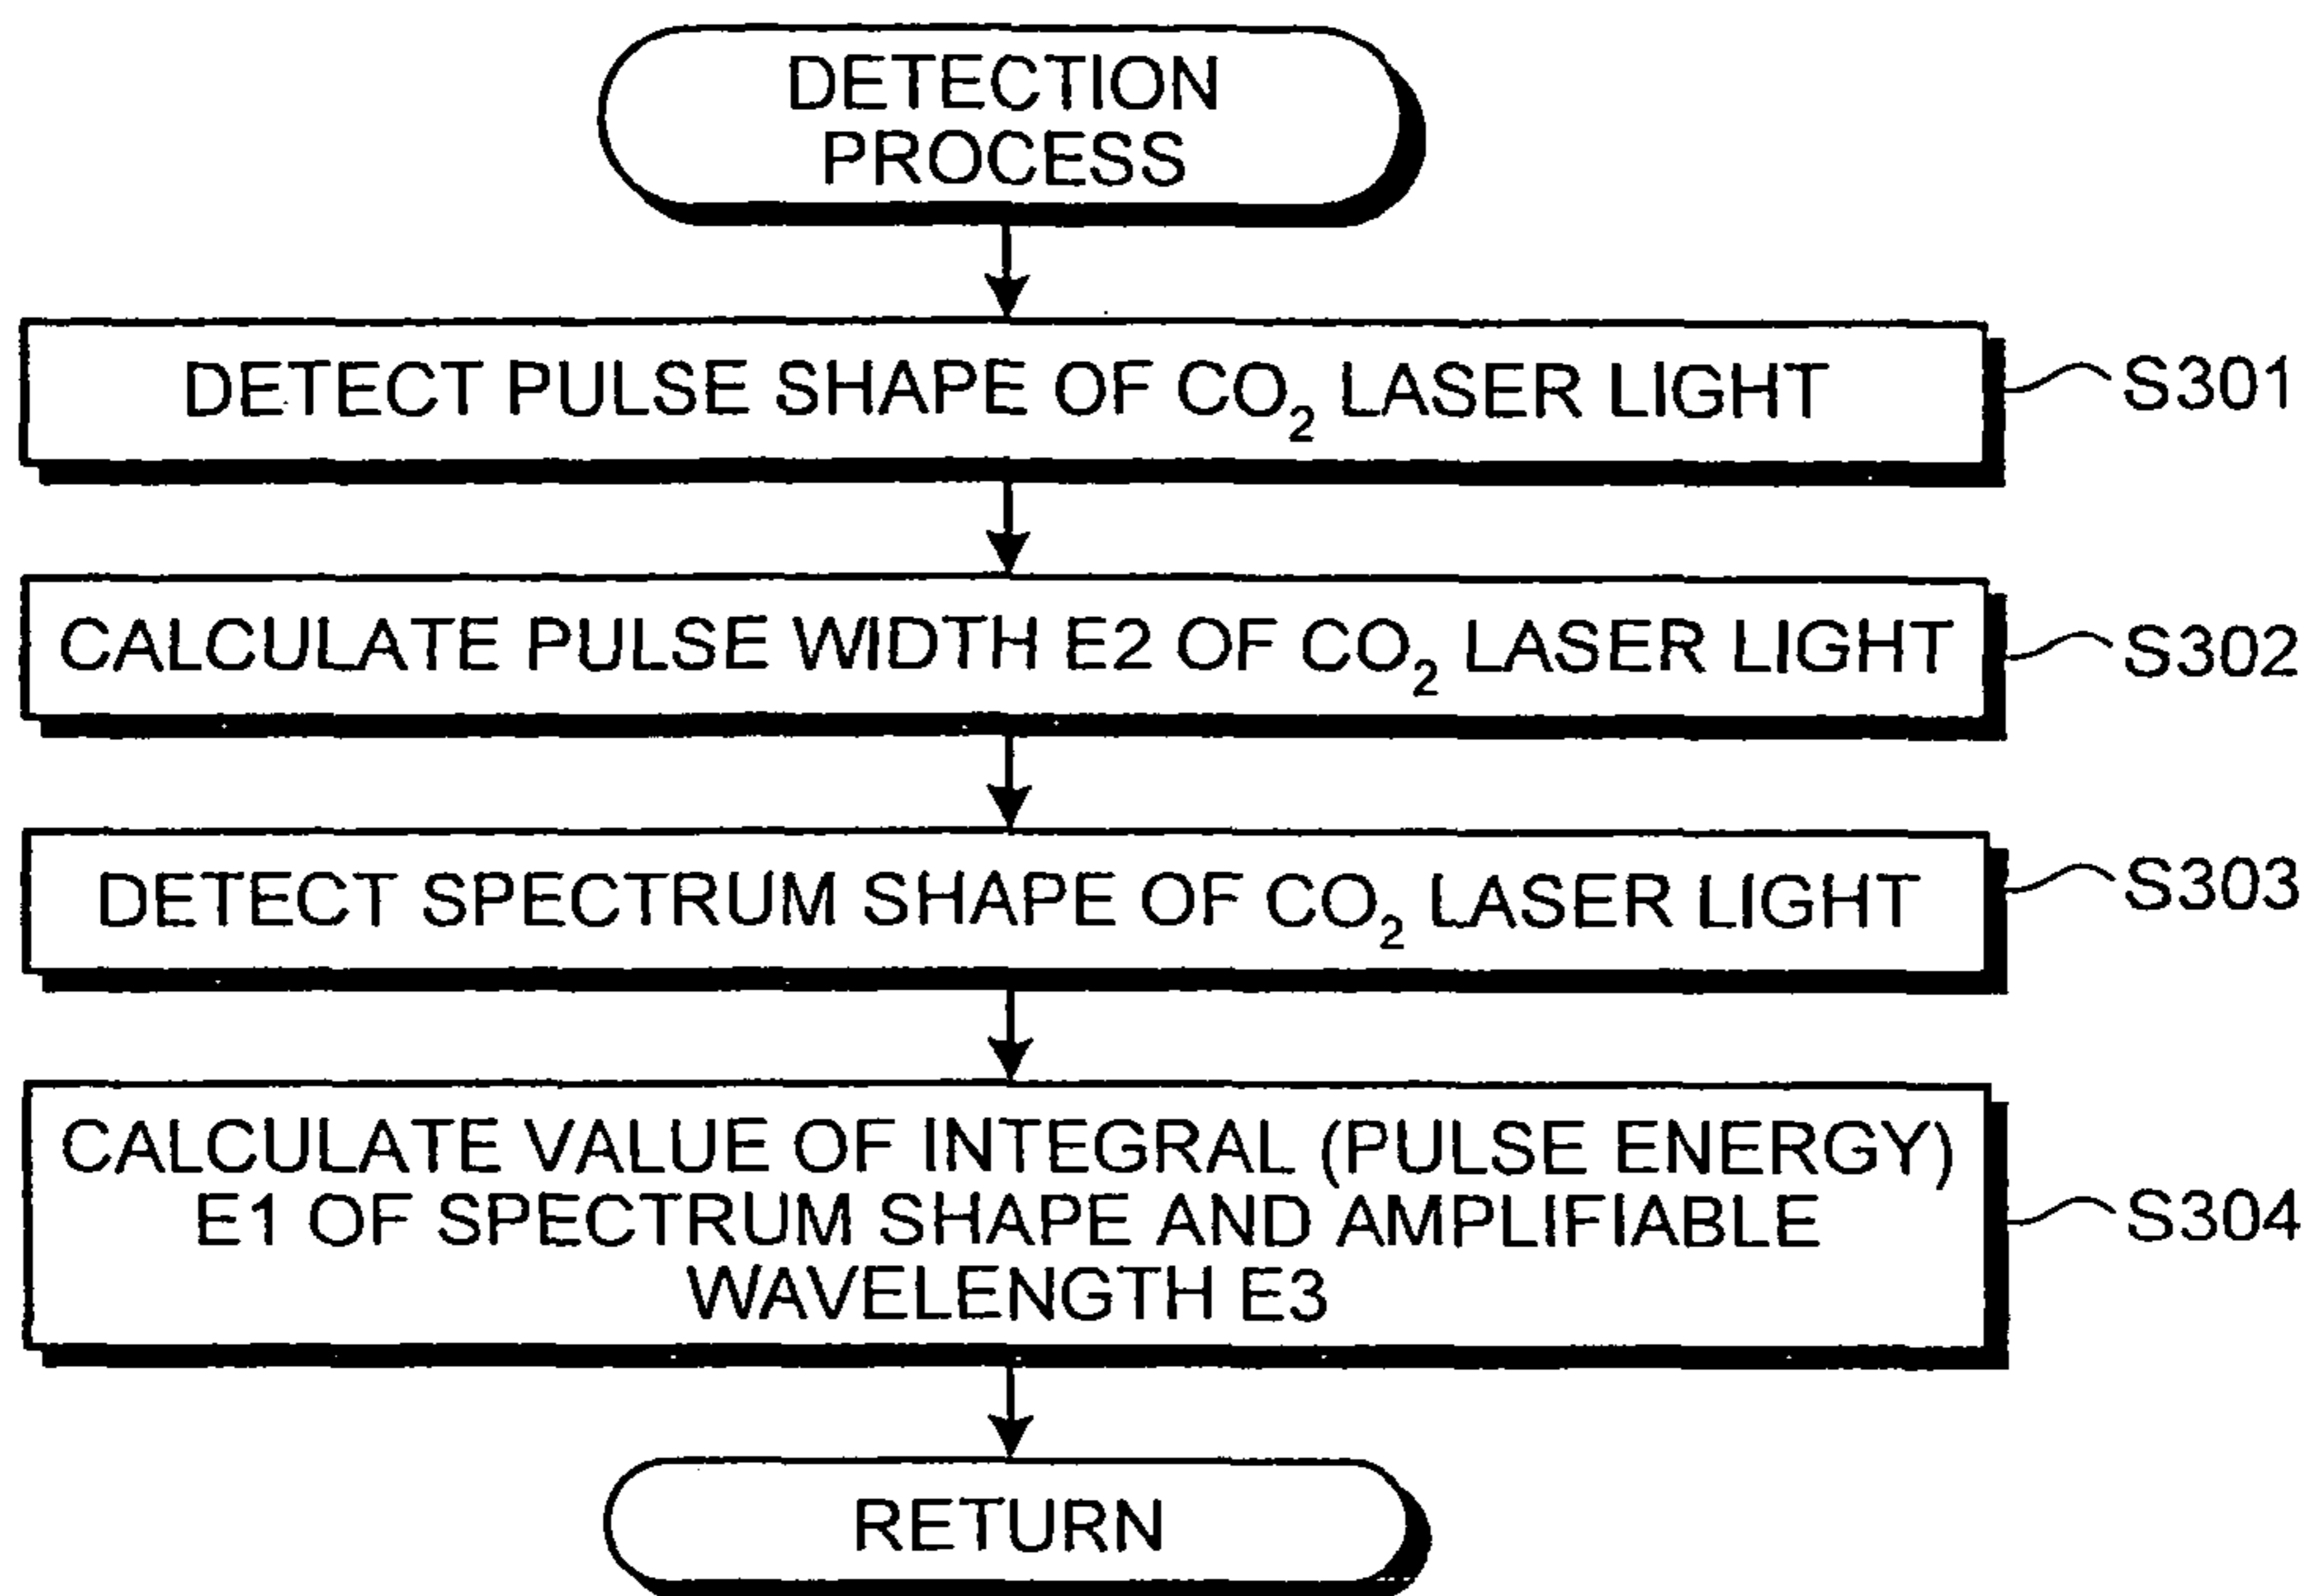 DETECTION
PROCESS
DETECT PULSE SHAPE OF CO₂ LASER LIGHT
S301
CALCULATE PULSE WIDTH E2 OF CO₂ LASER LIGHT
S302
DETECT SPECTRUM SHAPE OF CO₂ LASER LIGHT
S303
CALCULATE VALUE OF INTEGRAL (PULSE ENERGY)
E1 OF SPECTRUM SHAPE AND AMPLIFIABLE
WAVELENGTH E3
S304
RETURN